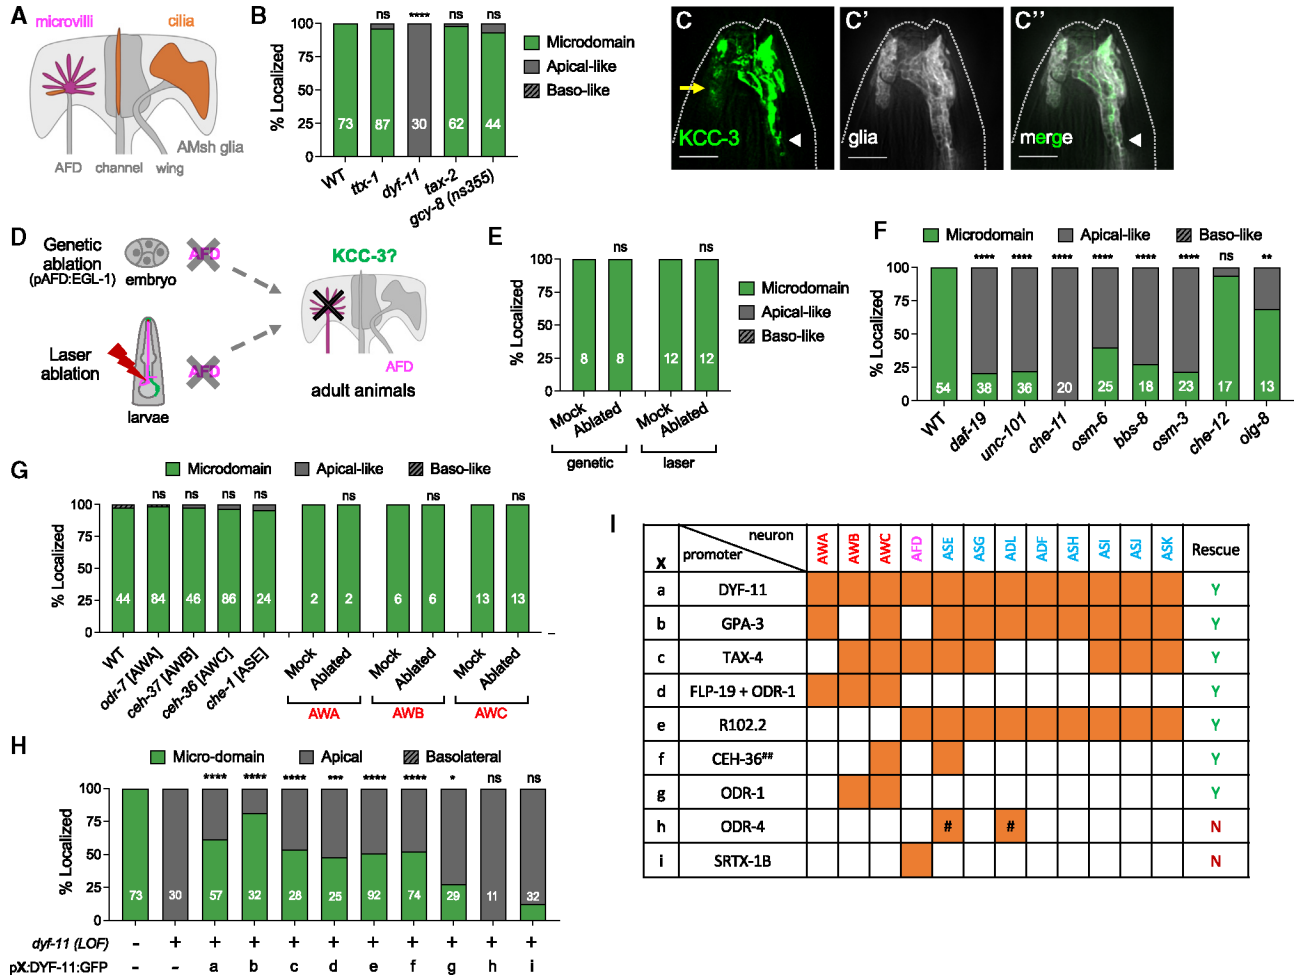 A
microvilli
cilia
AMsh glia
AFD channel wing
B
ns **** ns ns
% Localized
100
75
50
25
0
73 87 30 62 44
WT ttx-1 dyf-11 tax-2 gcy-8 (ns355)
Microdomain
Apical-like
Baso-like
C C' C''
KCC-3 glia merge
D
Genetic
ablation
(pAFD:EGL-1)
embryo
AFD
KCC-3?
Laser
ablation
AFD
larvae
AFD
adult animals
E
ns ns
% Localized
100
75
50
25
0
8 8 12 12
Mock Ablated Mock Ablated
genetic laser
Microdomain
Apical-like
Baso-like
F
Microdomain Apical-like Baso-like
**** **** **** **** **** **** ns **
% Localized
100
75
50
25
0
54 38 36 20 25 18 23 17 13
WT daf-19 unc-101 che-11 osm-6 bbs-8 osm-3 che-12 oig-8
G
Microdomain Apical-like Baso-like
ns ns ns ns ns ns ns
% Localized
100
75
50
25
0
44 84 46 86 24 2 2 6 6 13 13
WT odr-7 [AWA] ceh-37 [AWB] ceh-36 [AWC] che-1 [ASE] Mock Ablated Mock Ablated Mock Ablated
AWA AWB AWC
H
Micro-domain Apical Basolateral
**** **** **** *** **** **** * ns ns
% Localized
100
75
50
25
0
73 30 57 32 28 25 92 74 29 11 32
dyf-11 (LOF) - + + + + + + + + + +
pX:DYF-11:GFP - - a b c d e f g h i
I
X promoter neuron AWA AWB AWC AFD ASE ASG ADL ADF ASH ASI ASJ ASK Rescue
a DYF-11 Y
b GPA-3 Y
c TAX-4 Y
d FLP-19 + ODR-1 Y
e R102.2 Y
f CEH-36## Y
g ODR-1 Y
h ODR-4 # # N
i SRTX-1B N